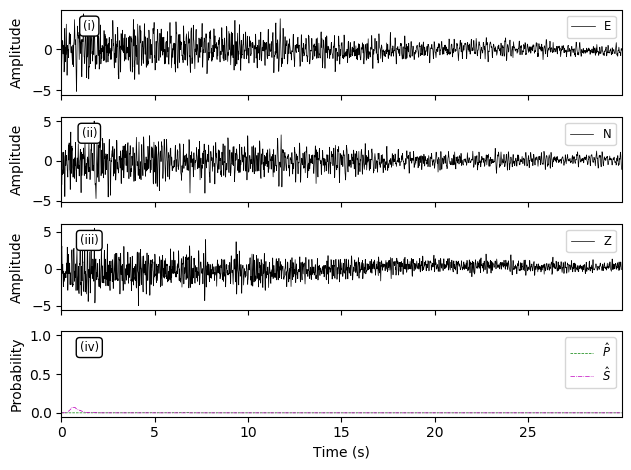 (i)
E
Amplitude
0
−5
(ii)
N
Amplitude
5
0
−5
(iii)
Z
Amplitude
5
0
−5
(iv)
P̂
Ŝ
Probability
1.0
0.5
0.0
0 5 10 15 20 25
Time (s)